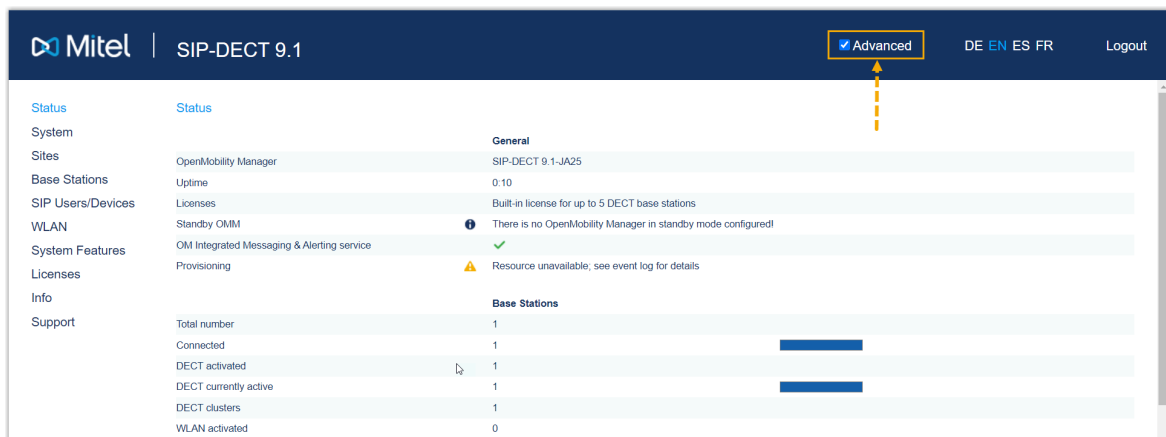 Mitel | SIP-DECT 9.1 Advanced DE EN ES FR Logout
Status
System
Sites
Base Stations
SIP Users/Devices
WLAN
System Features
Licenses
Info
Support
Status
General
OpenMobility Manager SIP-DECT 9.1-JA25
Uptime 0:10
Licenses Built-in license for up to 5 DECT base stations
Standby OMM There is no OpenMobility Manager in standby mode configured!
OM Integrated Messaging & Alerting service
Provisioning Resource unavailable; see event log for details
Base Stations
Total number 1
Connected 1
DECT activated 1
DECT currently active 1
DECT clusters 1
WLAN activated 0